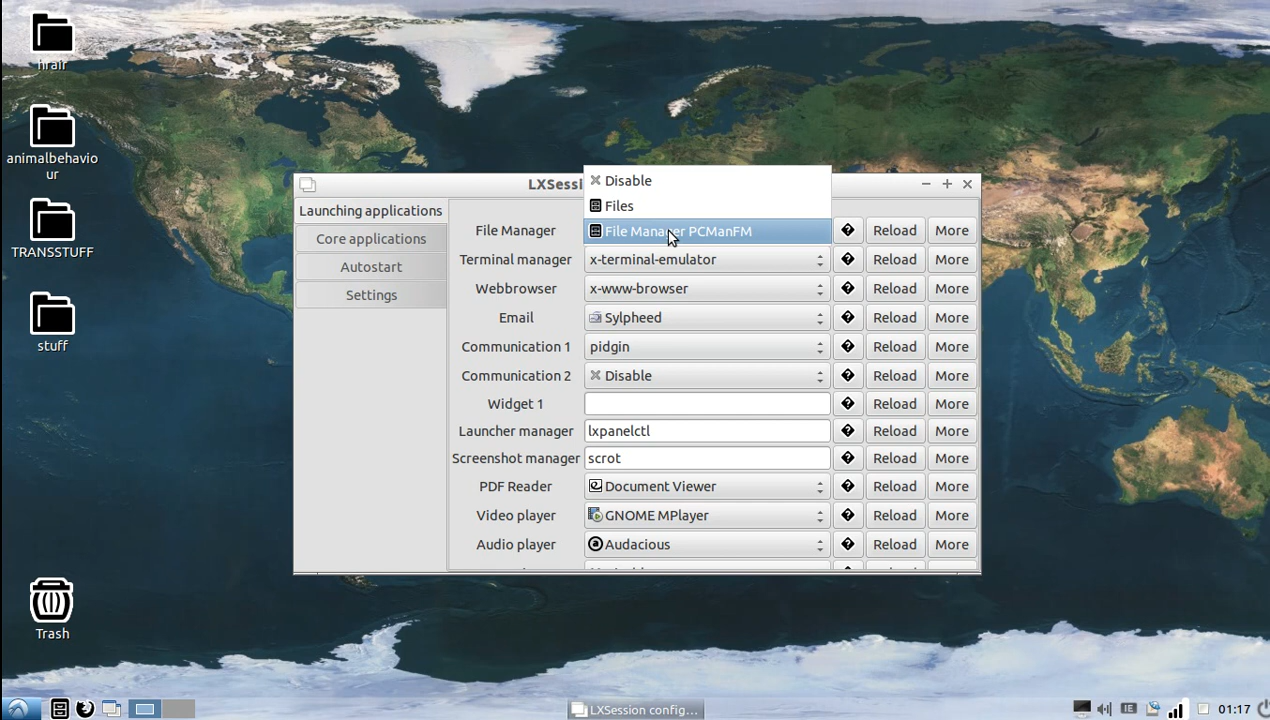 hrair
animalbehaviour
ur
TRANSSTUFF
stuff
Trash
LXSessi
Launching applications
Core applications
Autostart
Settings
Disable
Files
File Manager File Manager PCManFM � Reload More
Terminal manager x-terminal-emulator � Reload More
Webbrowser x-www-browser � Reload More
Email Sylpheed � Reload More
Communication 1 pidgin � Reload More
Communication 2 Disable � Reload More
Widget 1 � Reload More
Launcher manager lxpanelctl � Reload More
Screenshot manager scrot � Reload More
PDF Reader Document Viewer � Reload More
Video player GNOME MPlayer � Reload More
Audio player Audacious � Reload More
LXSession config...
IE
01:17